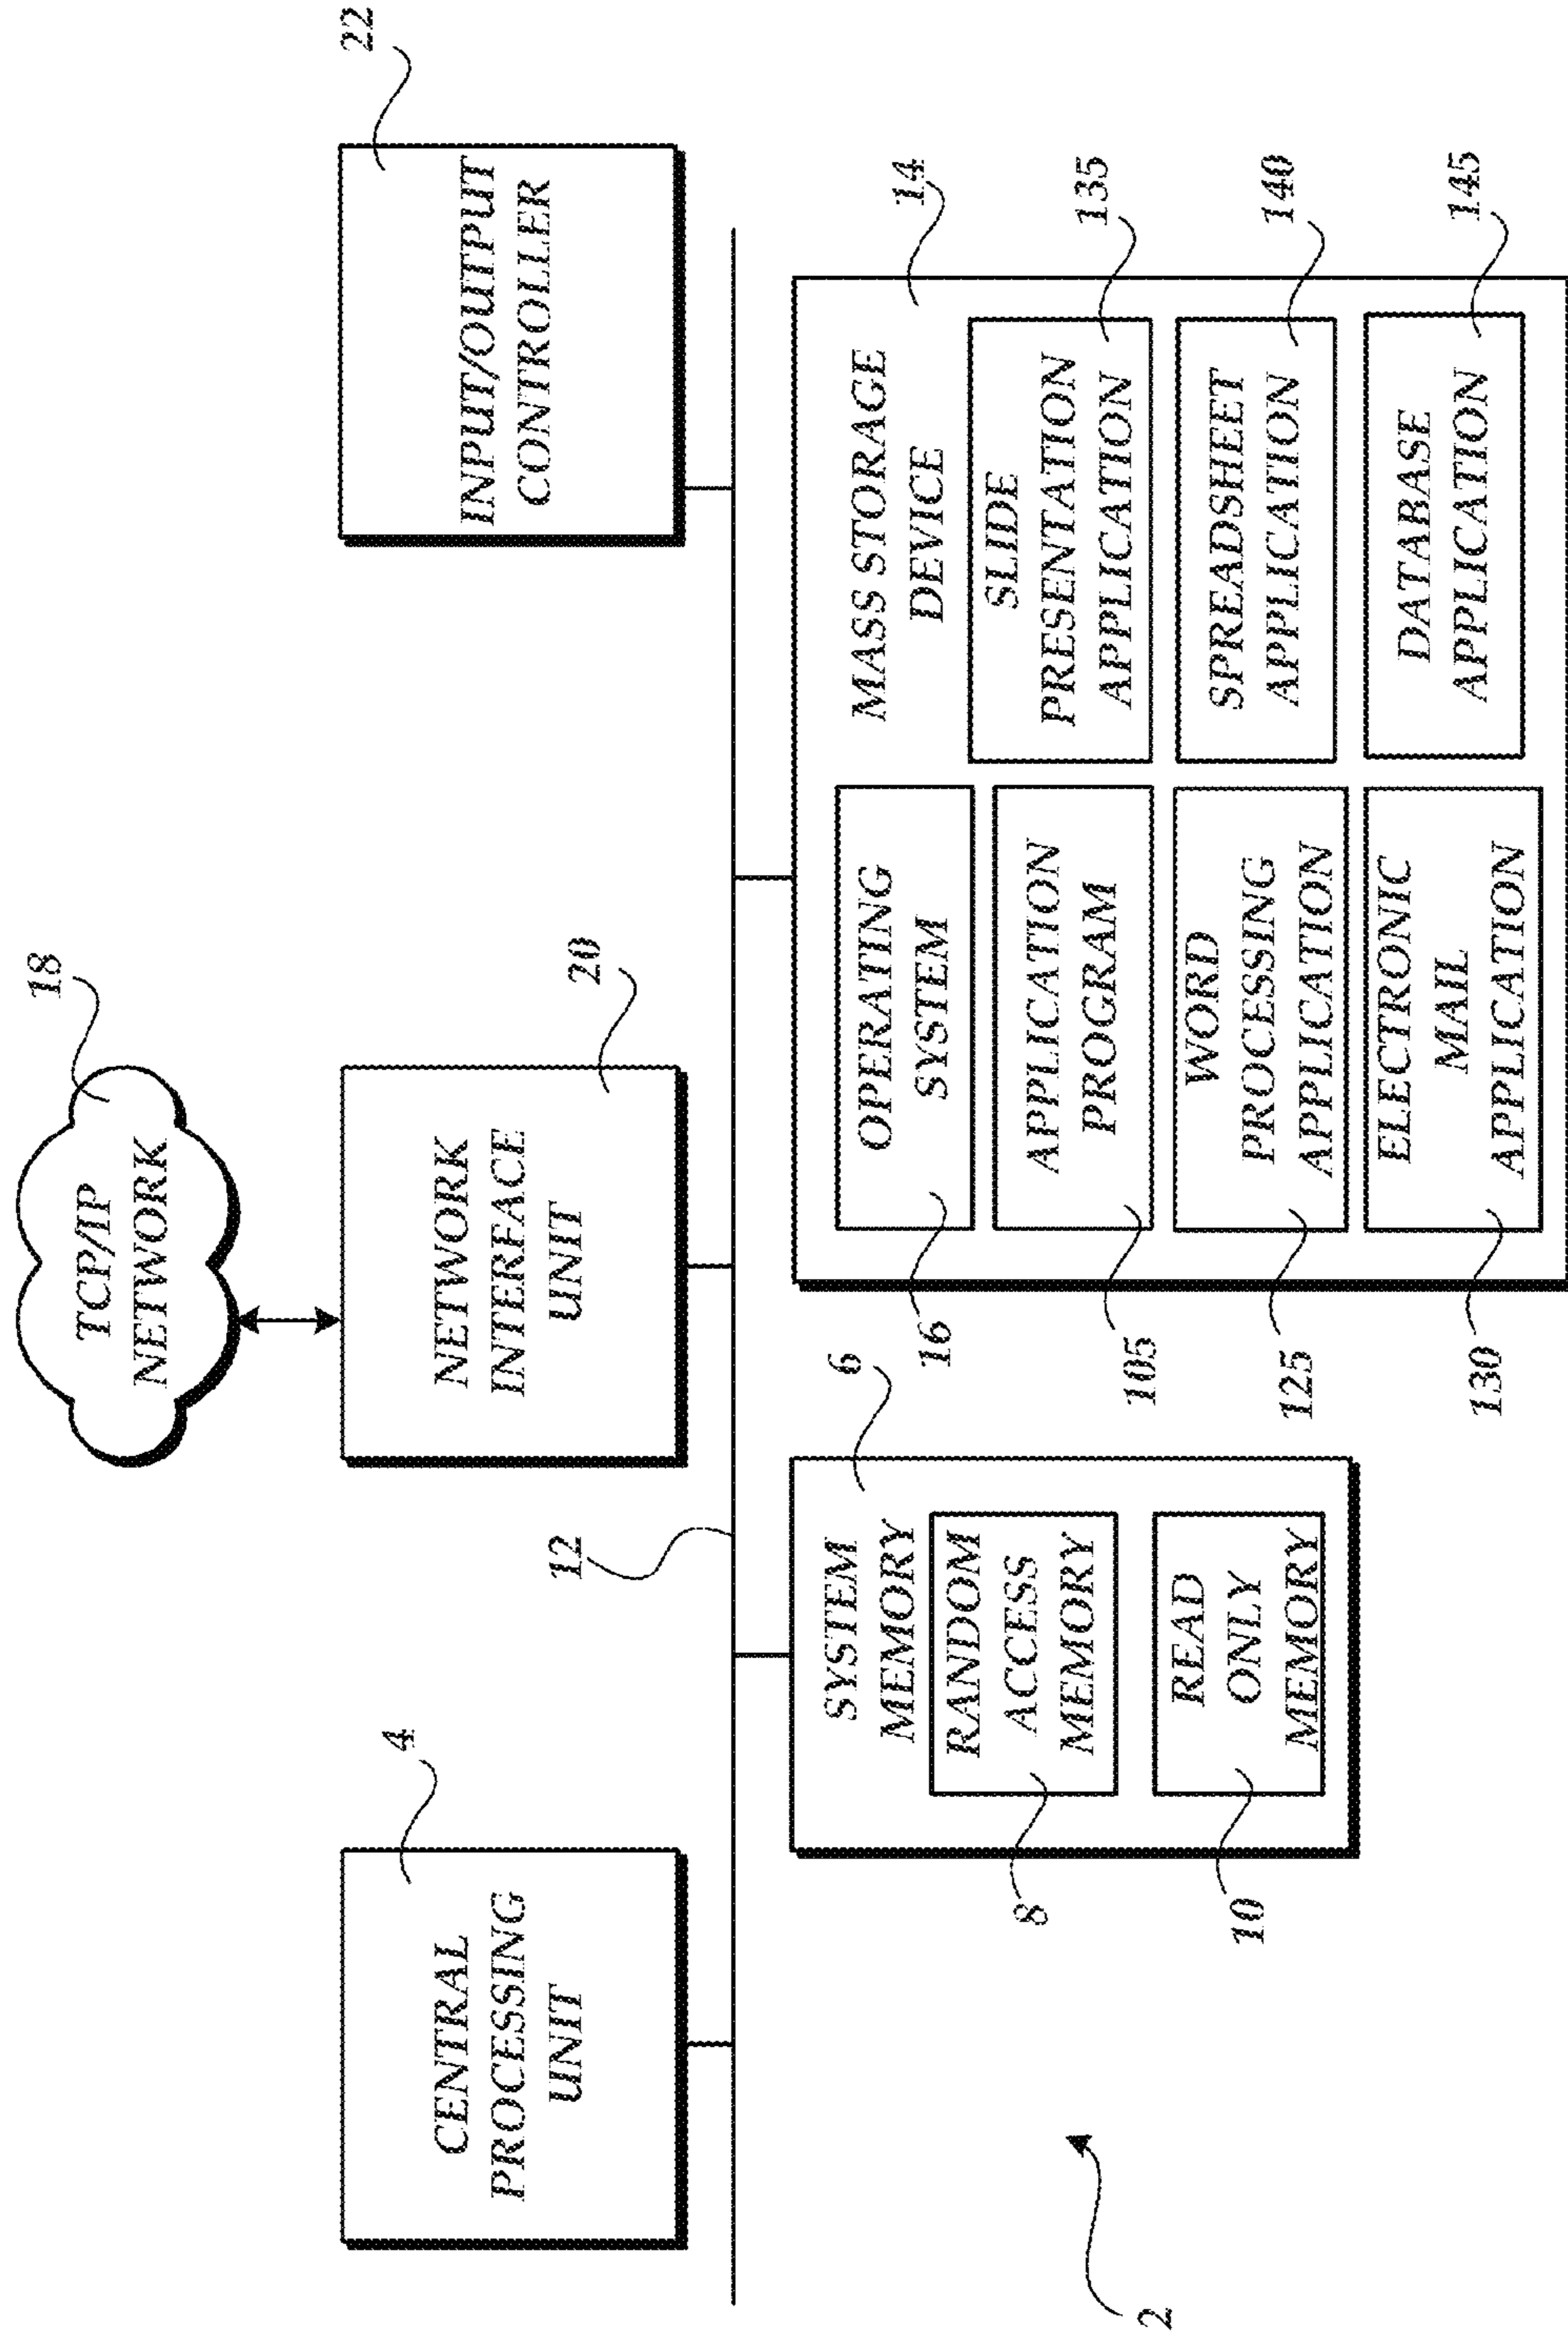 18
TCP/IP
NETWORK
4
CENTRAL
PROCESSING
UNIT
20
NETWORK
INTERFACE
UNIT
22
INPUT/OUTPUT
CONTROLLER
12
6
SYSTEM
MEMORY
RANDOM
ACCESS
MEMORY
8
READ
ONLY
MEMORY
10
14
MASS STORAGE
DEVICE
OPERATING
SYSTEM
16
APPLICATION
PROGRAM
105
WORD
PROCESSING
APPLICATION
125
ELECTRONIC
MAIL
APPLICATION
130
SLIDE
PRESENTATION
APPLICATION
135
SPREADSHEET
APPLICATION
140
DATABASE
APPLICATION
145
2